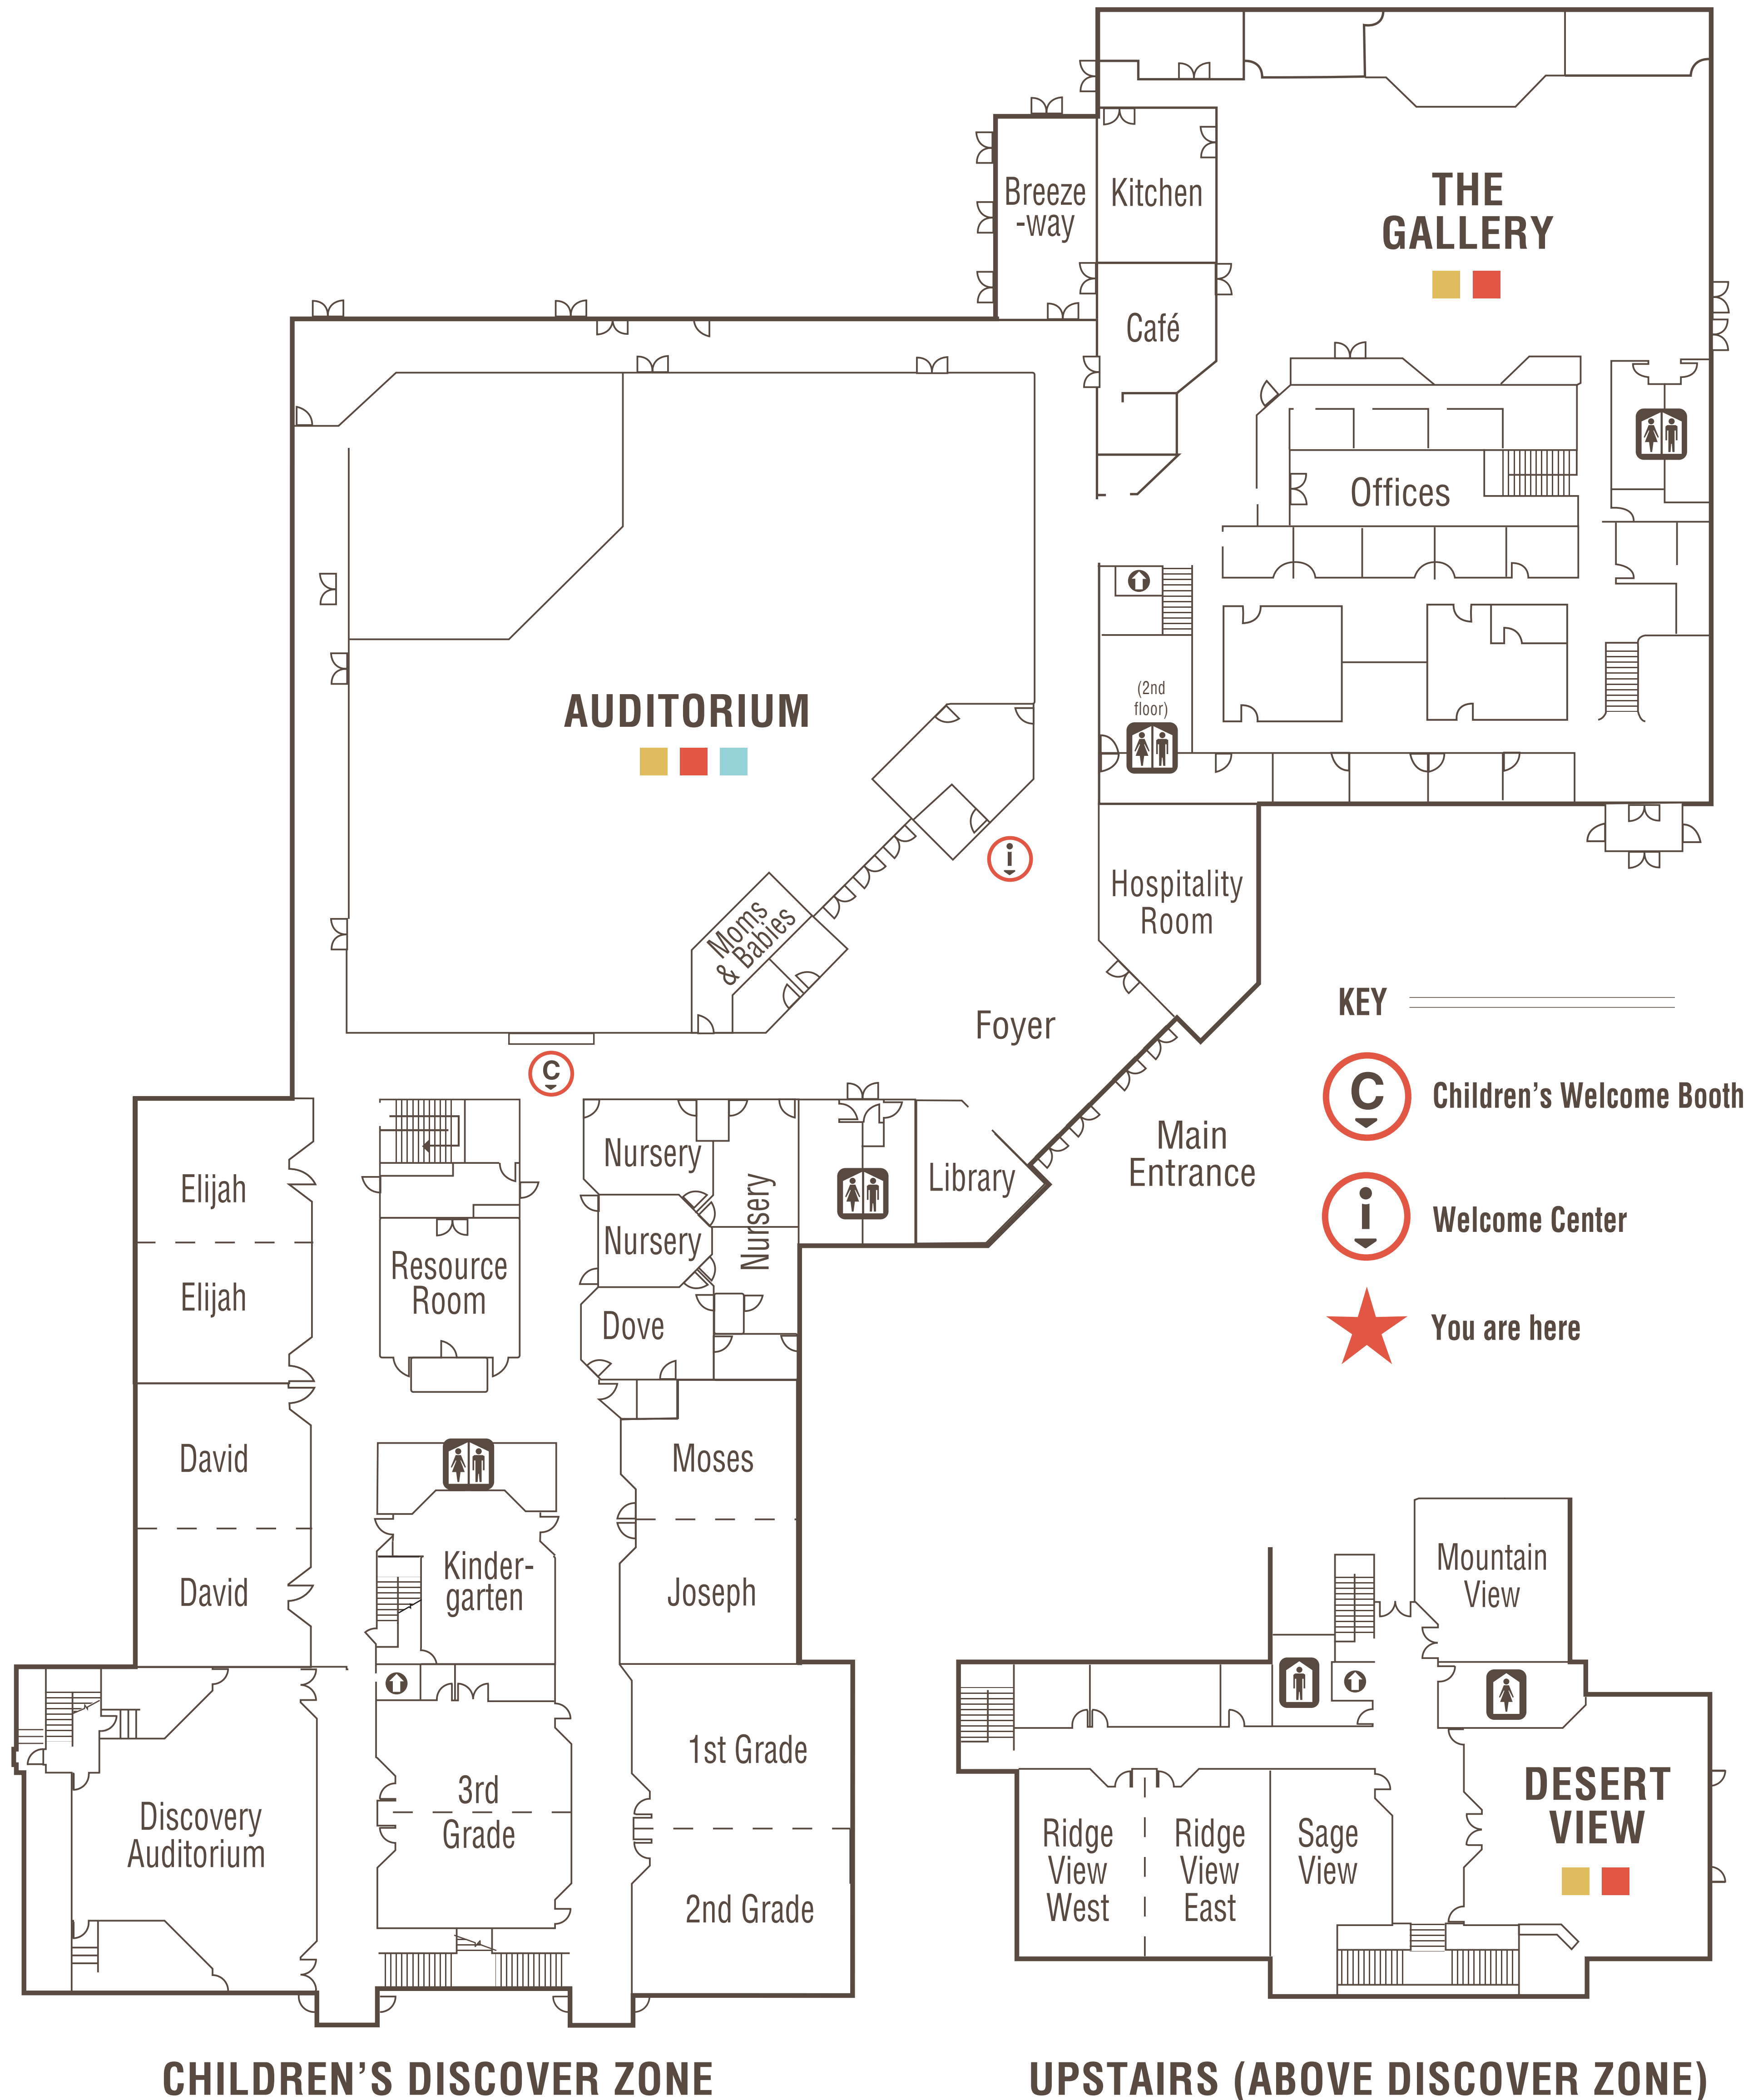 THE
GALLERY
Breeze
-way
Kitchen
Café
Offices
(2nd
floor)
AUDITORIUM
i
Hospitality
Room
Moms
& Babies
Foyer
KEY
C
C
Children's Welcome Booth
Main
Entrance
Nursery
Elijah
Library
Nursery
i
Welcome Center
Nursery
Resource
Room
Elijah
Dove
You are here
David
Moses
Kinder-
garten
David
Joseph
Mountain
View
1st Grade
3rd
Grade
Discovery
Auditorium
2nd Grade
DESERT
VIEW
Ridge
View
West
Ridge
View
East
Sage
View
CHILDREN'S DISCOVER ZONE
UPSTAIRS (ABOVE DISCOVER ZONE)